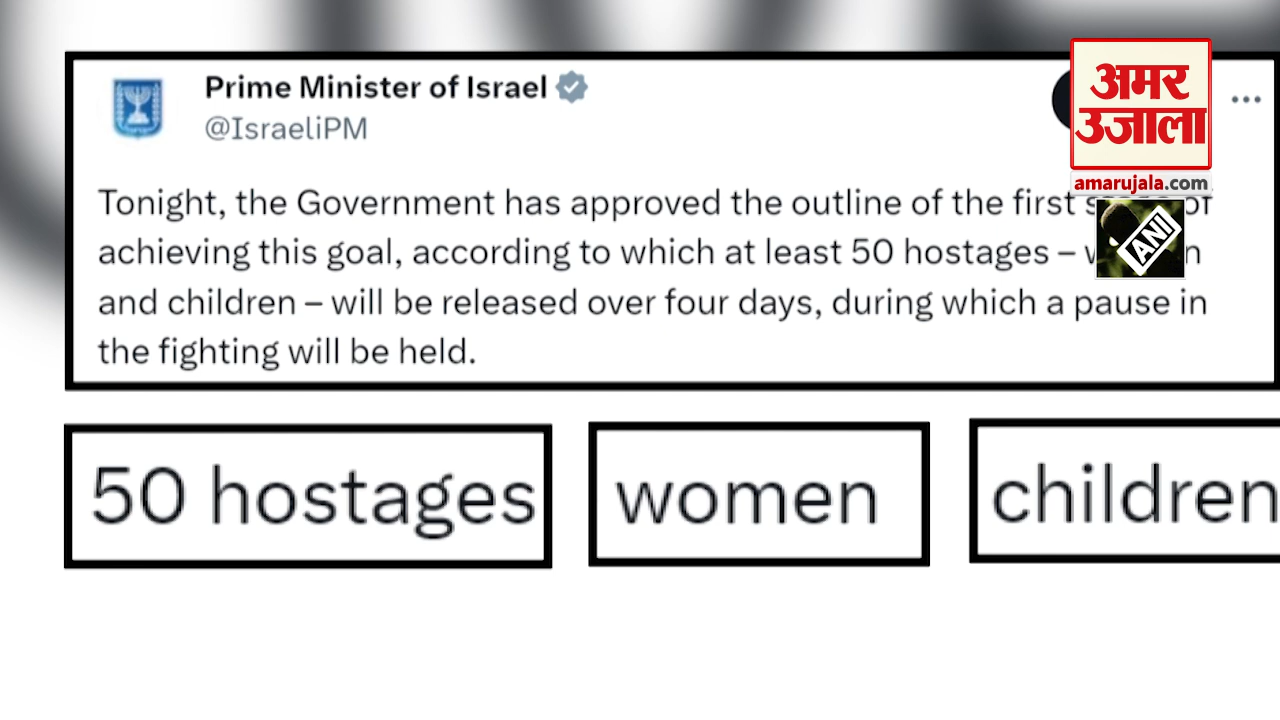 Prime Minister of Israel
@IsraeliPM
अमर
उजाला
amarujala.com
ANI
Tonight, the Government has approved the outline of the first of
achieving this goal, according to which at least 50 hostages –
and children – will be released over four days, during which a pause in
the fighting will be held.
50 hostages
women
children